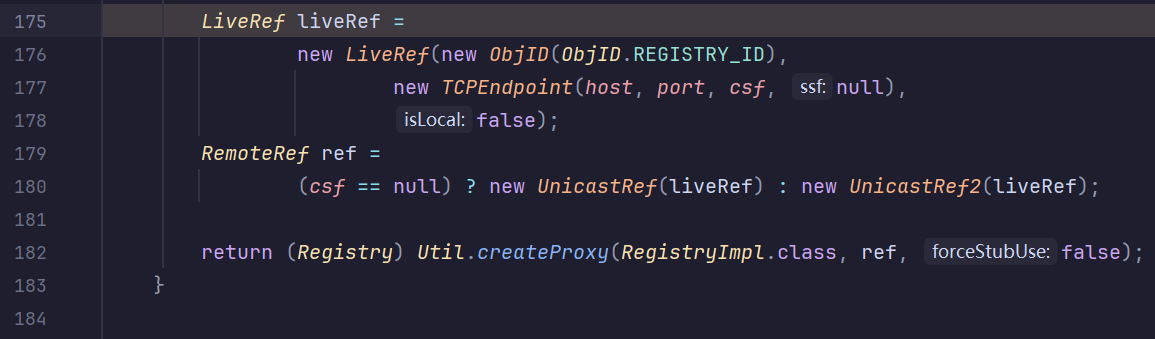 175 LiveRef liveRef =
176 new LiveRef(new ObjID(ObjID.REGISTRY_ID),
177 new TCPEndpoint(host, port, csf, ssf: null),
178 isLocal: false);
179 RemoteRef ref =
180 (csf == null) ? new UnicastRef(liveRef) : new UnicastRef2(liveRef);
181
182 return (Registry) Util.createProxy(RegistryImpl.class, ref, forceStubUse: false);
183 }
184